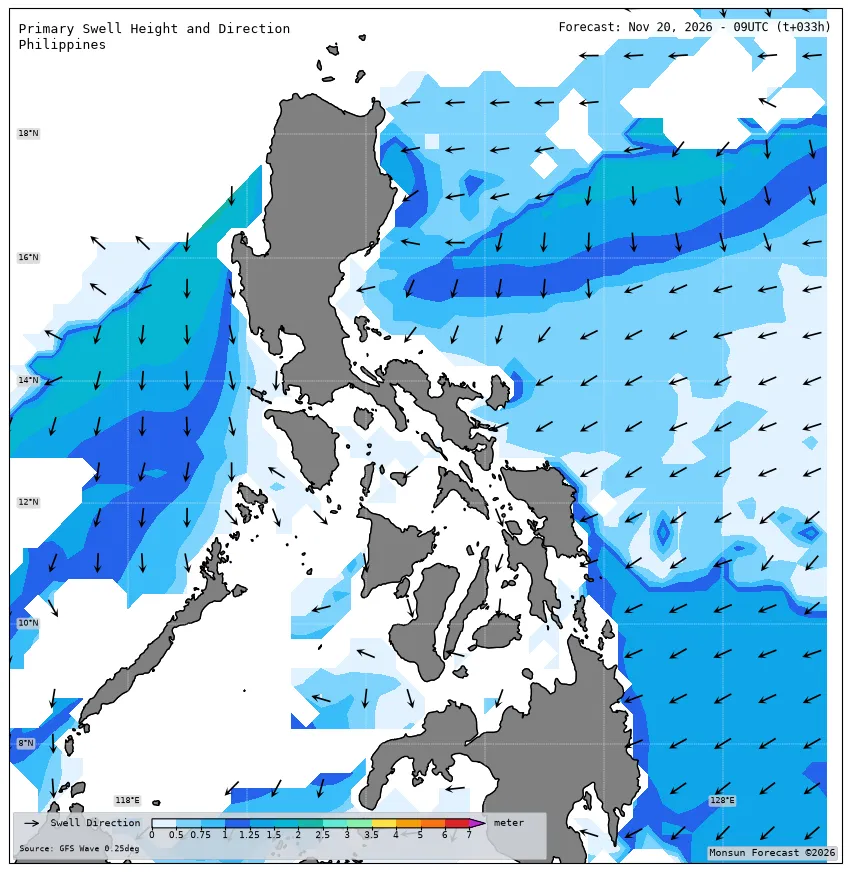 Primary Swell Height and Direction
Philippines
Forecast: Nov 20, 2026 - 09UTC (t+033h)
18°N
16°N
14°N
12°N
10°N
8°N
118°E
128°E
Swell Direction
0 0.5 0.75 1 1.25 1.5 2 2.5 3 3.5 4 5 6 7
meter
Source: GFS Wave 0.25deg
Monsun Forecast ©2026